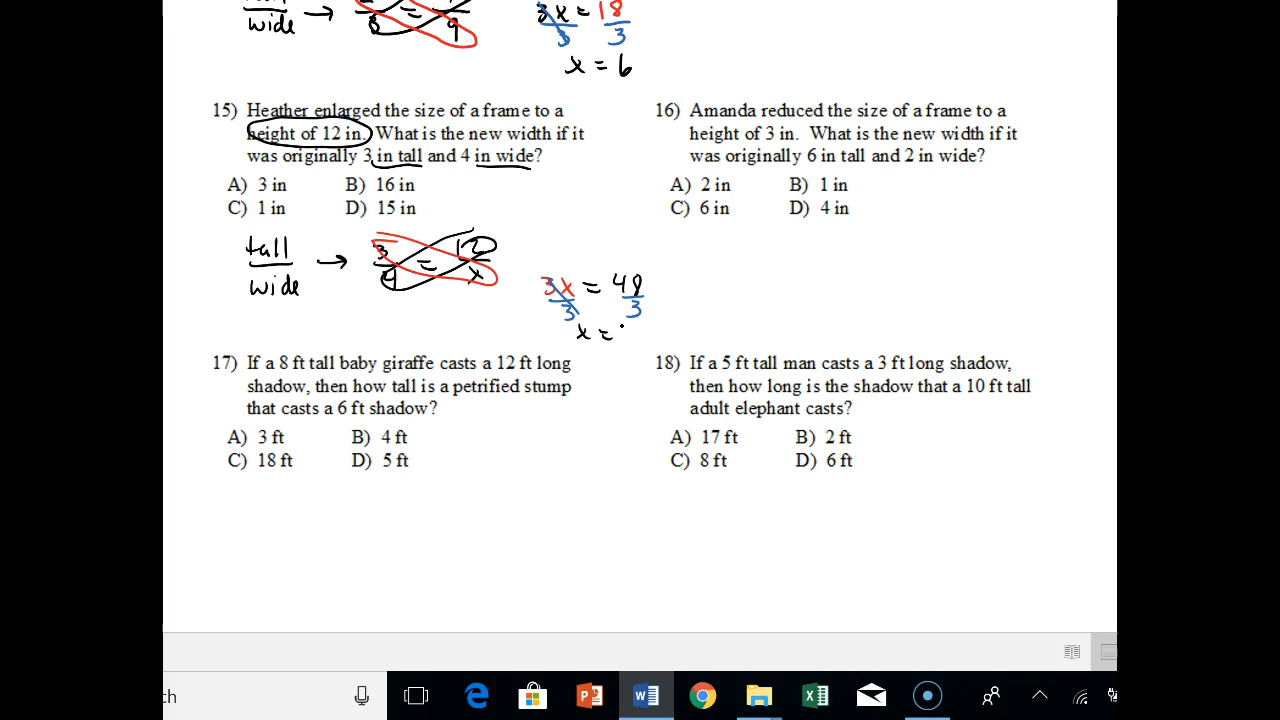 wide → 8 9
3x = 18
3 3
x = 6
15) Heather enlarged the size of a frame to a
height of 12 in. What is the new width if it
was originally 3 in tall and 4 in wide?
A) 3 in B) 16 in
C) 1 in D) 15 in
tall 3 = 12
wide → 4 x
3x = 48
3 3
x =
16) Amanda reduced the size of a frame to a
height of 3 in. What is the new width if it
was originally 6 in tall and 2 in wide?
A) 2 in B) 1 in
C) 6 in D) 4 in
17) If a 8 ft tall baby giraffe casts a 12 ft long
shadow, then how tall is a petrified stump
that casts a 6 ft shadow?
A) 3 ft B) 4 ft
C) 18 ft D) 5 ft
18) If a 5 ft tall man casts a 3 ft long shadow,
then how long is the shadow that a 10 ft tall
adult elephant casts?
A) 17 ft B) 2 ft
C) 8 ft D) 6 ft
ch